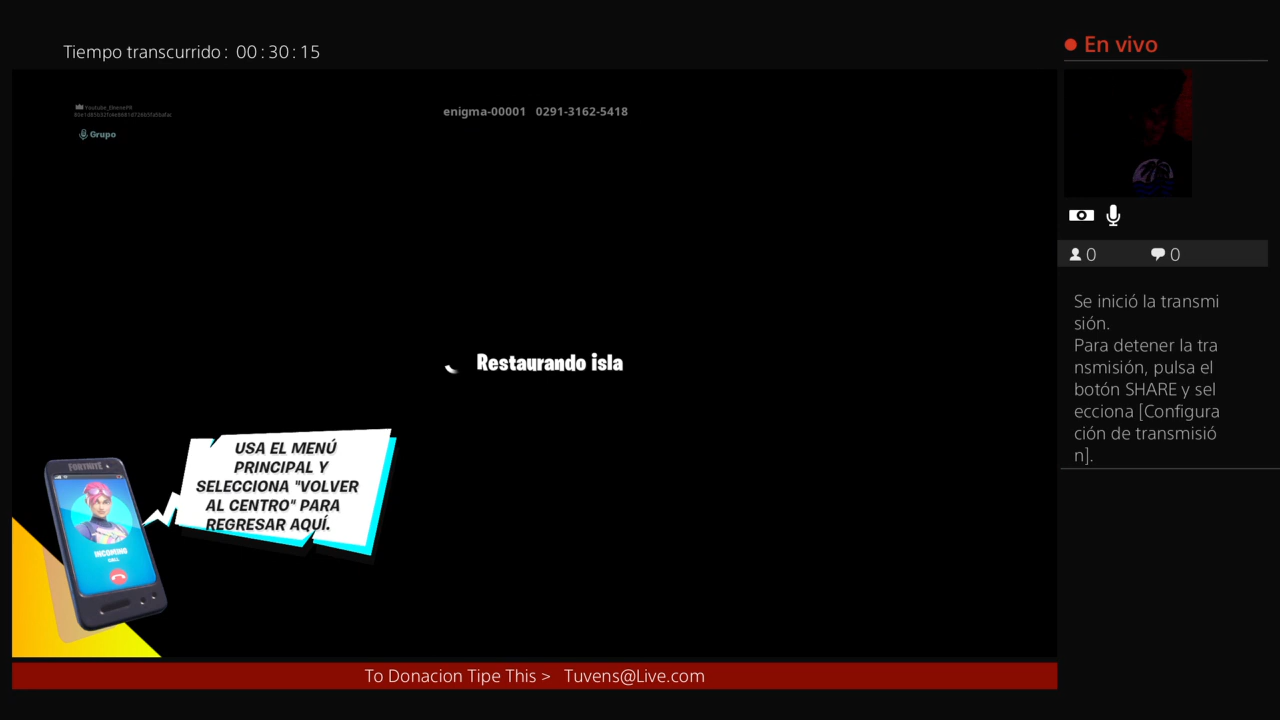 Tiempo transcurrido : 00 : 30 : 15
En vivo
enigma-00001 0291-3162-5418
Grupo
0
0
Se inició la transmi
sión.
Para detener la tra
nsmisión, pulsa el
botón SHARE y sel
ecciona [Configura
ción de transmisió
n].
Restaurando isla
USA EL MENÚ
PRINCIPAL Y
SELECCIONA "VOLVER
AL CENTRO" PARA
REGRESAR AQUÍ.
FORTNITE
INCOMING
CALL
To Donacion Tipe This > Tuvens@Live.com